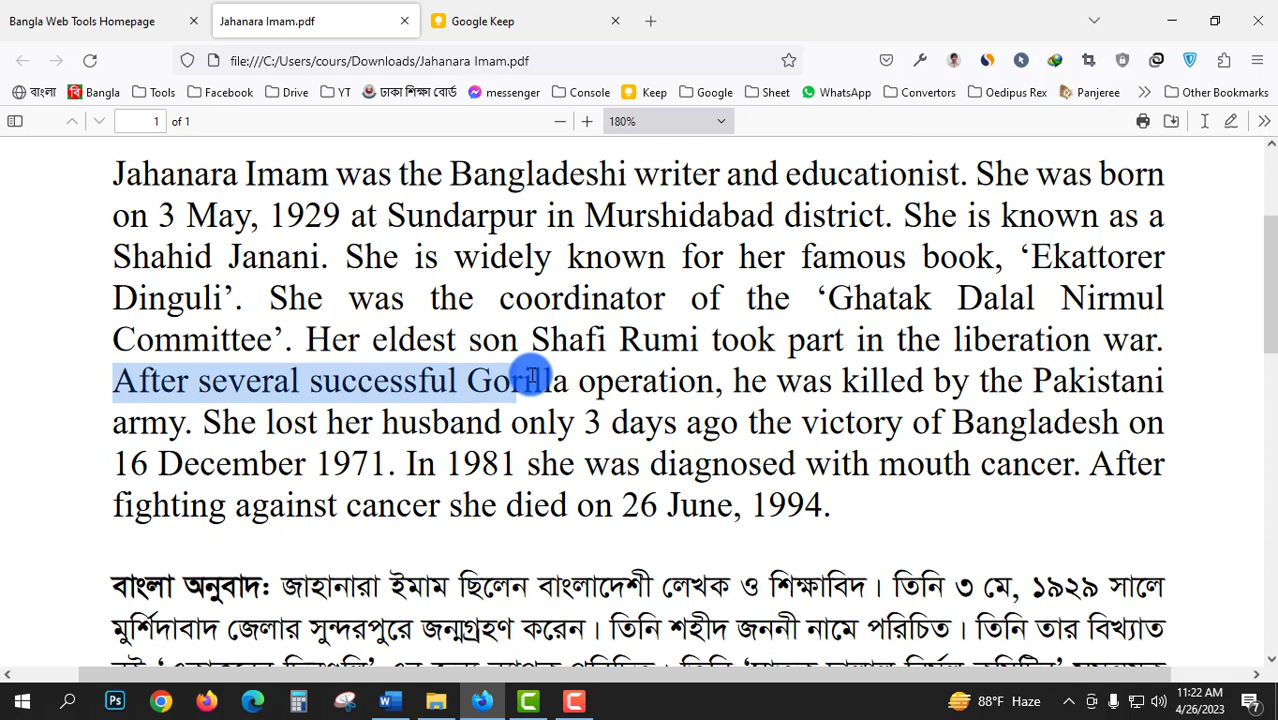 Bangla Web Tools Homepage
Jahanara Imam.pdf
Google Keep
file:///C:/Users/cours/Downloads/Jahanara Imam.pdf
বাংলা Bangla Tools Facebook Drive YT ঢাকা শিক্ষা বোর্ড messenger Console Keep Google Sheet WhatsApp Convertors Oedipus Rex Panjeree Other Bookmarks
1 of 1 180%
Jahanara Imam was the Bangladeshi writer and educationist. She was born
on 3 May, 1929 at Sundarpur in Murshidabad district. She is known as a
Shahid Janani. She is widely known for her famous book, ‘Ekattorer
Dinguli’. She was the coordinator of the ‘Ghatak Dalal Nirmul
Committee’. Her eldest son Shafi Rumi took part in the liberation war.
After several successful Gorilla operation, he was killed by the Pakistani
army. She lost her husband only 3 days ago the victory of Bangladesh on
16 December 1971. In 1981 she was diagnosed with mouth cancer. After
fighting against cancer she died on 26 June, 1994.
বাংলা অনুবাদ: জাহানারা ইমাম ছিলেন বাংলাদেশী লেখক ও শিক্ষাবিদ। তিনি ৩ মে, ১৯২৯ সালে
মুর্শিদাবাদ জেলার সুন্দরপুরে জন্মগ্রহণ করেন। তিনি শহীদ জননী নামে পরিচিত। তিনি তার বিখ্যাত
88°F Haze
11:22 AM
4/26/2023
7